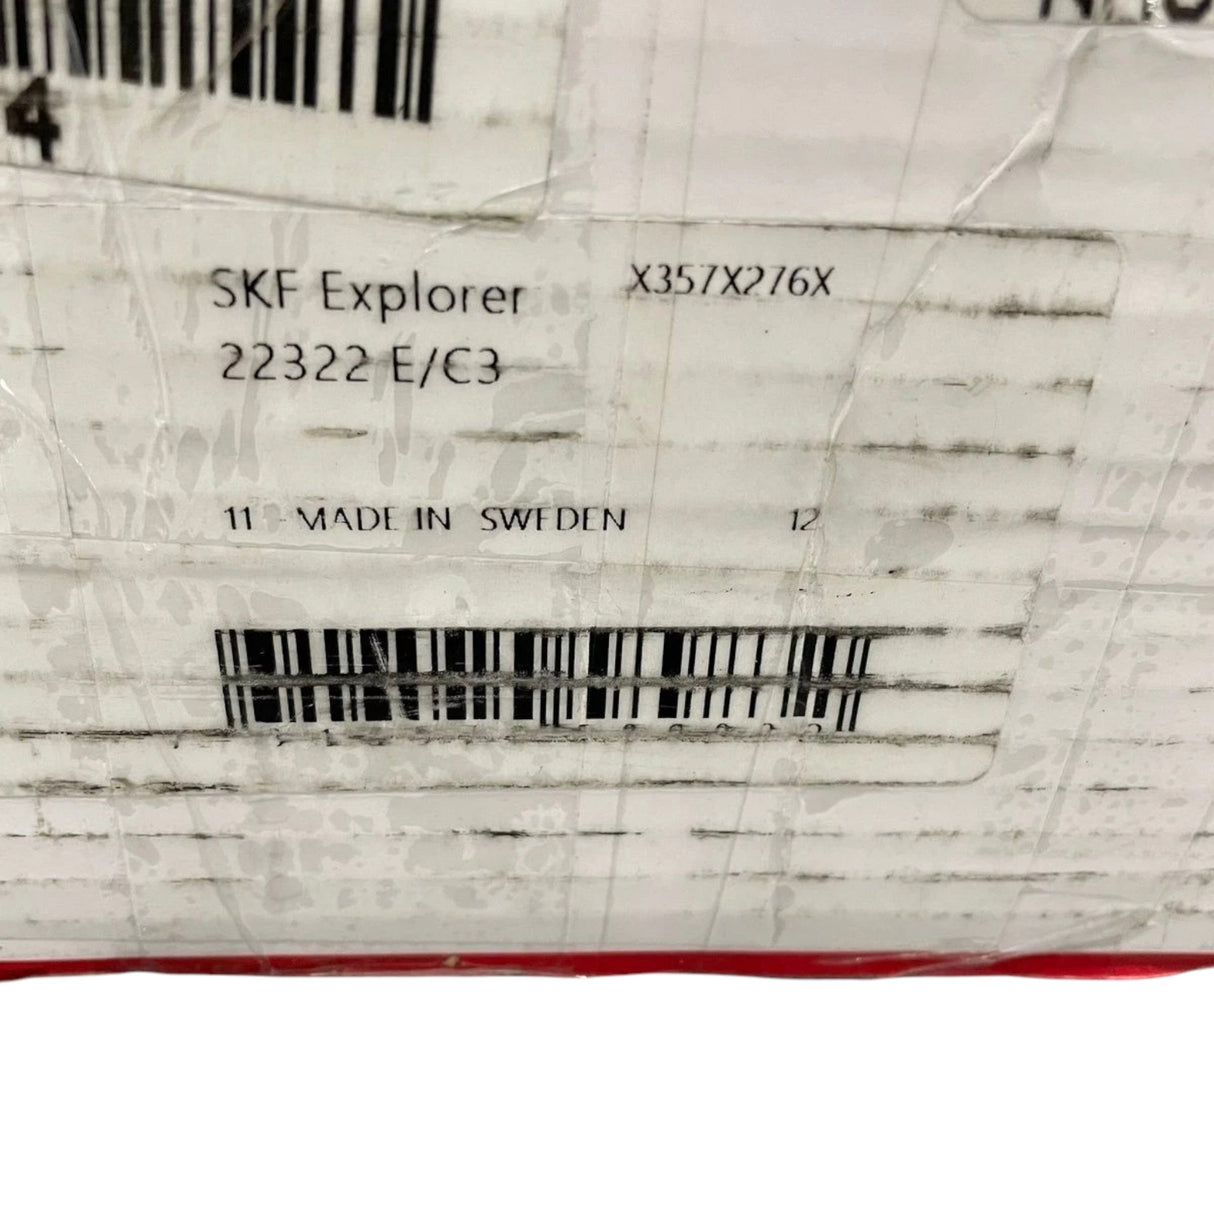 4
SKF Explorer X357X276X
22322 E/C3
11 - MADE IN SWEDEN 12